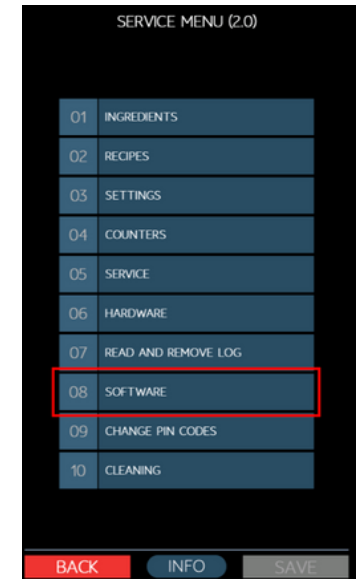 SERVICE MENU (2.0)
01 INGREDIENTS
02 RECIPES
03 SETTINGS
04 COUNTERS
05 SERVICE
06 HARDWARE
07 READ AND REMOVE LOG
08 SOFTWARE
09 CHANGE PIN CODES
10 CLEANING
BACK INFO SAVE